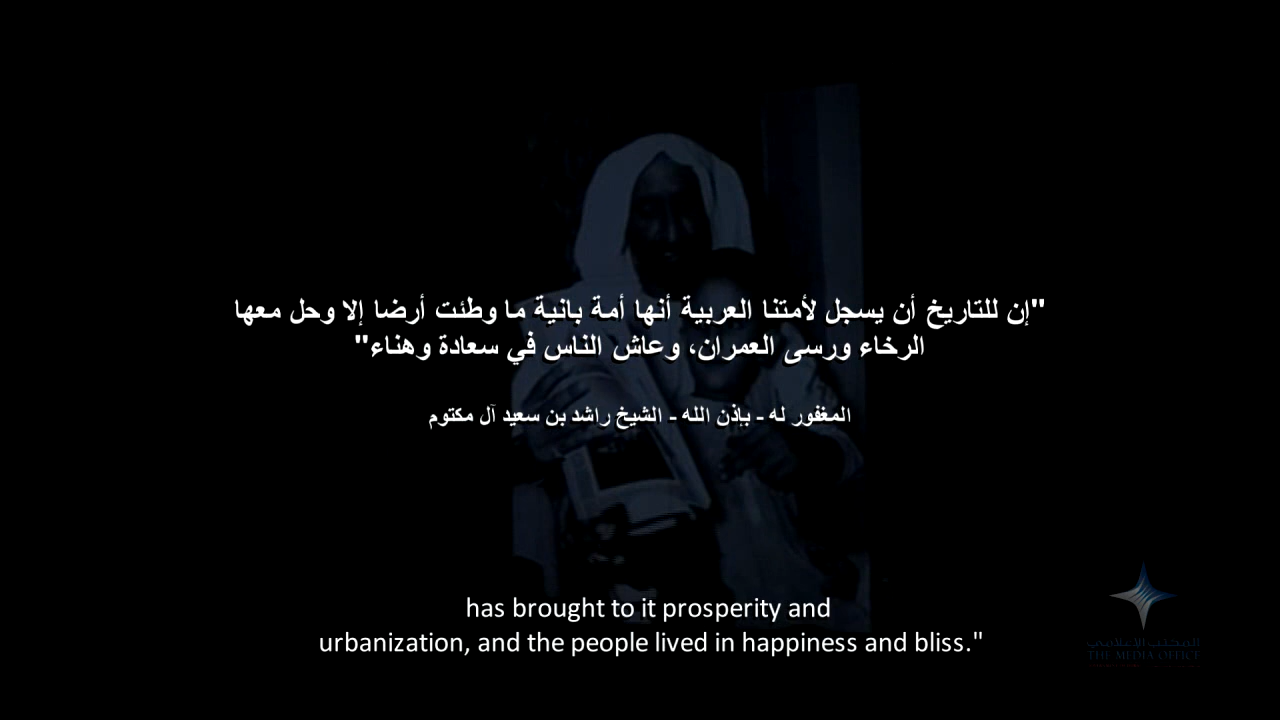 "إن للتاريخ أن يسجل لأمتنا العربية أنها أمة بانية ما وطئت أرضا إلا وحل معها
الرخاء ورسى العمران، وعاش الناس في سعادة وهناء"
المغفور له - بإذن الله - الشيخ راشد بن سعيد آل مكتوم
has brought to it prosperity and
urbanization, and the people lived in happiness and bliss."
المكتب الإعلامي
THE MEDIA OFFICE